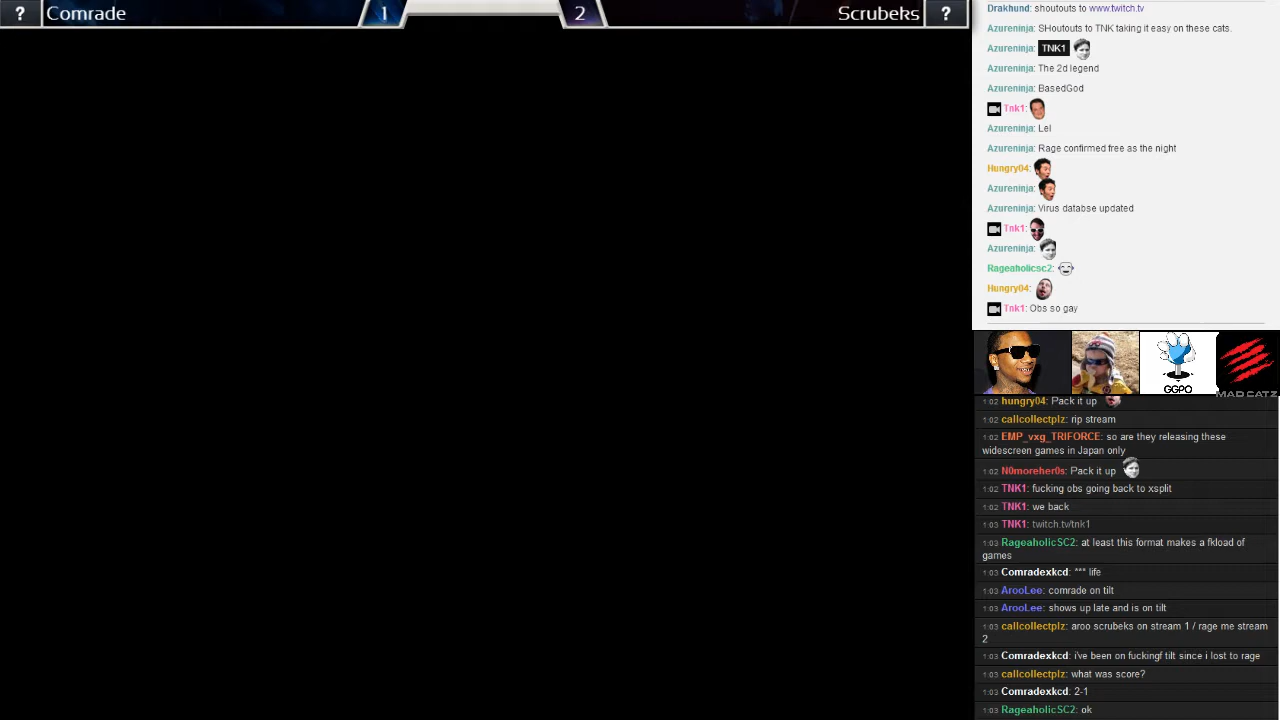 ? Comrade 1 2 Scrubeks ?
Drakhund: shoutouts to www.twitch.tv
Azureninja: SHoutouts to TNK taking it easy on these cats.
Azureninja: TNK1
Azureninja: The 2d legend
Azureninja: BasedGod
Tnk1:
Azureninja: Lel
Azureninja: Rage confirmed free as the night
Hungry04:
Azureninja:
Azureninja: Virus databse updated
Tnk1:
Azureninja:
Rageaholicsc2:
Hungry04:
Tnk1: Obs so gay
GGPO
MAD CATZ
1:02 hungry04: Pack it up
1:02 callcollectplz: rip stream
1:02 EMP_vxg_TRIFORCE: so are they releasing these
widescreen games in Japan only
1:02 N0moreher0s: Pack it up
1:02 TNK1: fucking obs going back to xsplit
1:02 TNK1: we back
1:03 TNK1: twitch.tv/tnk1
1:03 RageaholicSC2: at least this format makes a fkload of
games
1:03 Comradexkcd: *** life
1:03 ArooLee: comrade on tilt
1:03 ArooLee: shows up late and is on tilt
1:03 callcollectplz: aroo scrubeks on stream 1 / rage me stream
2
1:03 Comradexkcd: i've been on fuckingf tilt since i lost to rage
1:03 callcollectplz: what was score?
1:03 Comradexkcd: 2-1
1:03 RageaholicSC2: ok